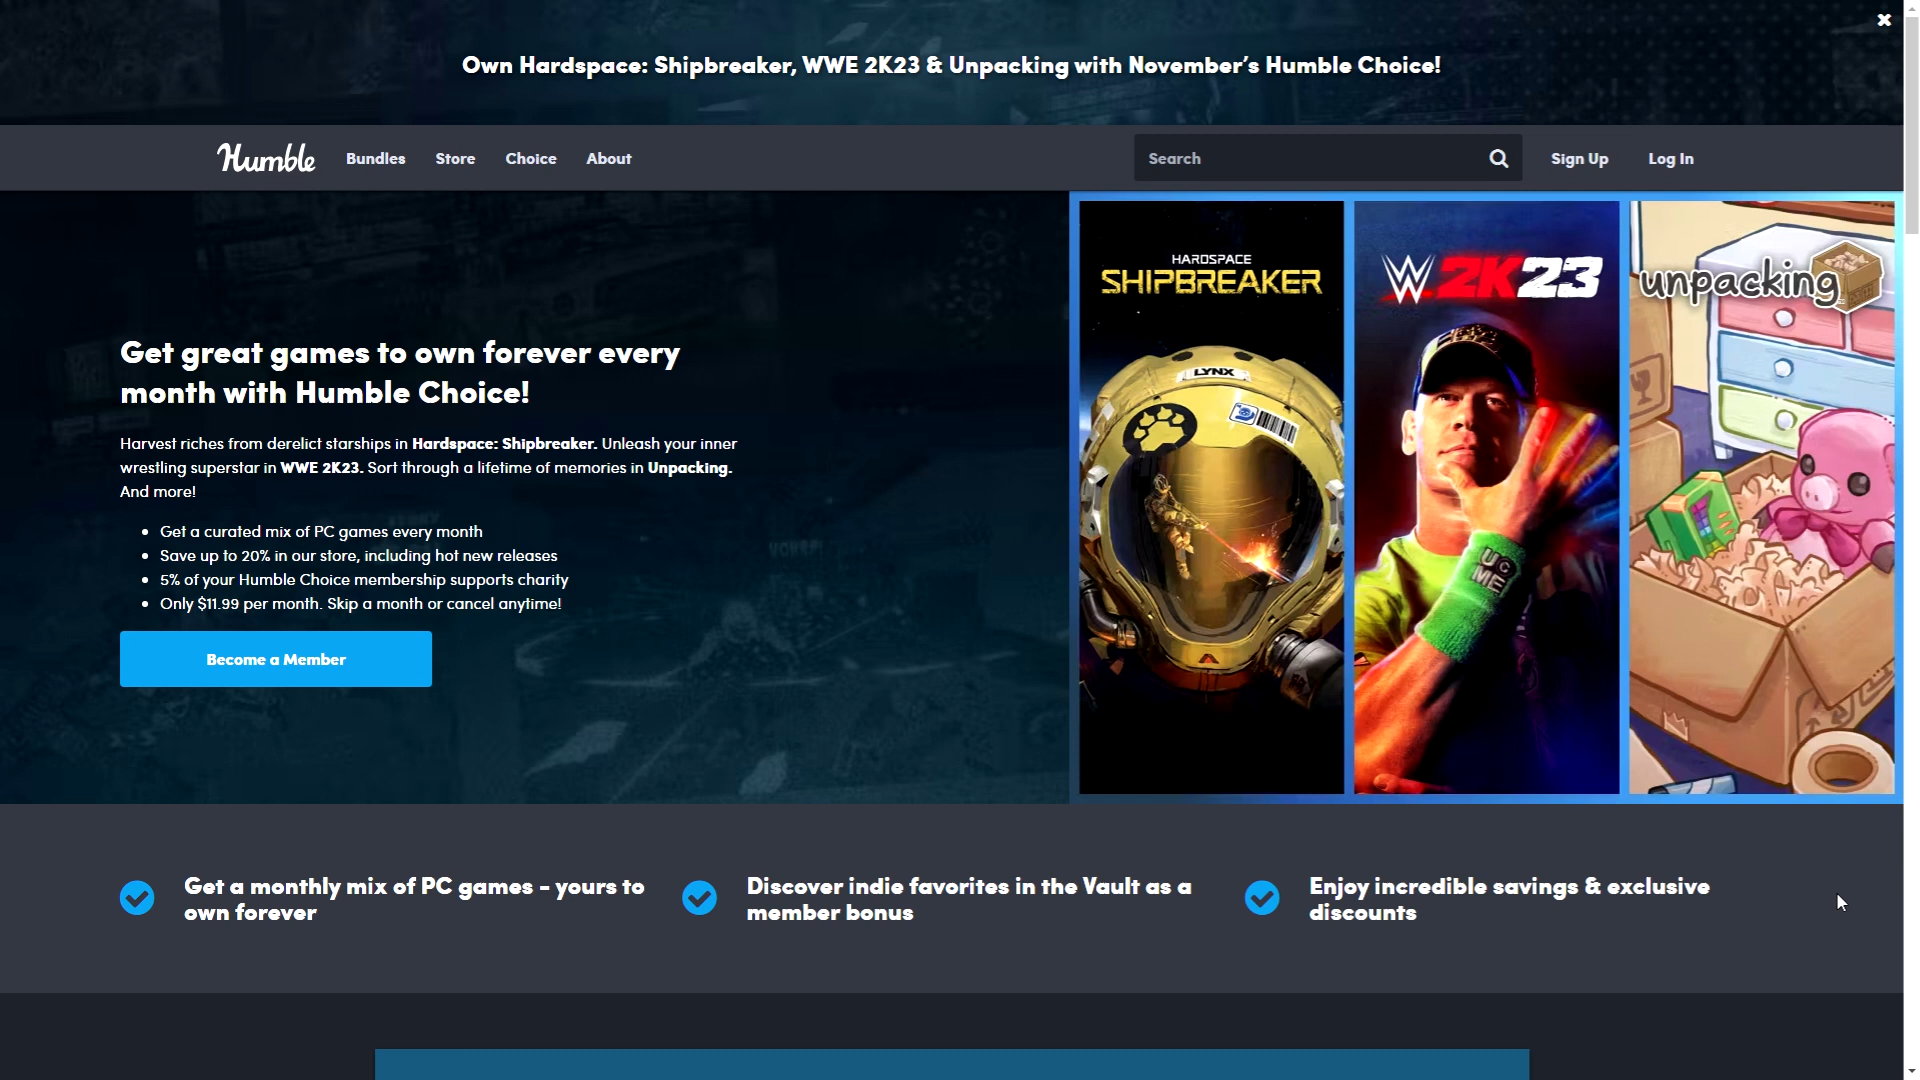 Own Hardspace: Shipbreaker, WWE 2K23 & Unpacking with November's Humble Choice!
Humble
Bundles
Store
Choice
About
Search
Sign Up
Log In
Get great games to own forever every
month with Humble Choice!
Harvest riches from derelict starships in Hardspace: Shipbreaker. Unleash your inner
wrestling superstar in WWE 2K23. Sort through a lifetime of memories in Unpacking.
And more!
Get a curated mix of PC games every month
Save up to 20% in our store, including hot new releases
5% of your Humble Choice membership supports charity
Only $11.99 per month. Skip a month or cancel anytime!
Become a Member
HARDSPACE
SHIPBREAKER
LYNX
W 2K23
U C
ME
unpacking
Get a monthly mix of PC games - yours to
own forever
Discover indie favorites in the Vault as a
member bonus
Enjoy incredible savings & exclusive
discounts